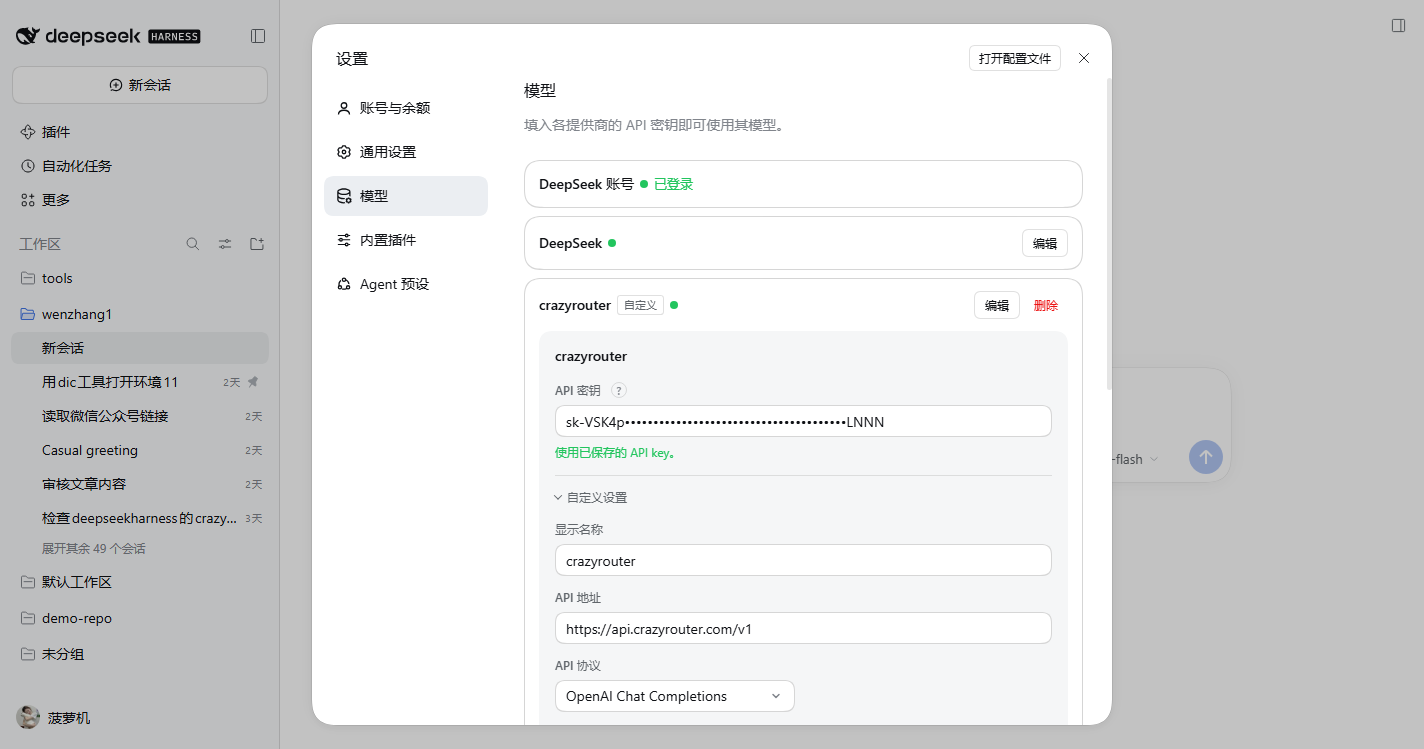 deepseek HARNESS
新会话
插件
自动化任务
更多
工作区
tools
wenzhang1
新会话
用dic工具打开环境11 2天
读取微信公众号链接 2天
Casual greeting 2天
审核文章内容 2天
检查deepseekharness的crazy... 3天
展开其余 49 个会话
默认工作区
demo-repo
未分组
菠萝机
设置
打开配置文件
账号与余额
通用设置
模型
内置插件
Agent 预设
模型
填入各提供商的 API 密钥即可使用其模型。
DeepSeek 账号 已登录
DeepSeek 编辑
crazyrouter 自定义 编辑 删除
crazyrouter
API 密钥 ?
sk-VSK4p•••••••••••••••••••••••••••••••••••••••LNNN
使用已保存的 API key。
自定义设置
显示名称
crazyrouter
API 地址
https://api.crazyrouter.com/v1
API 协议
OpenAI Chat Completions
-flash